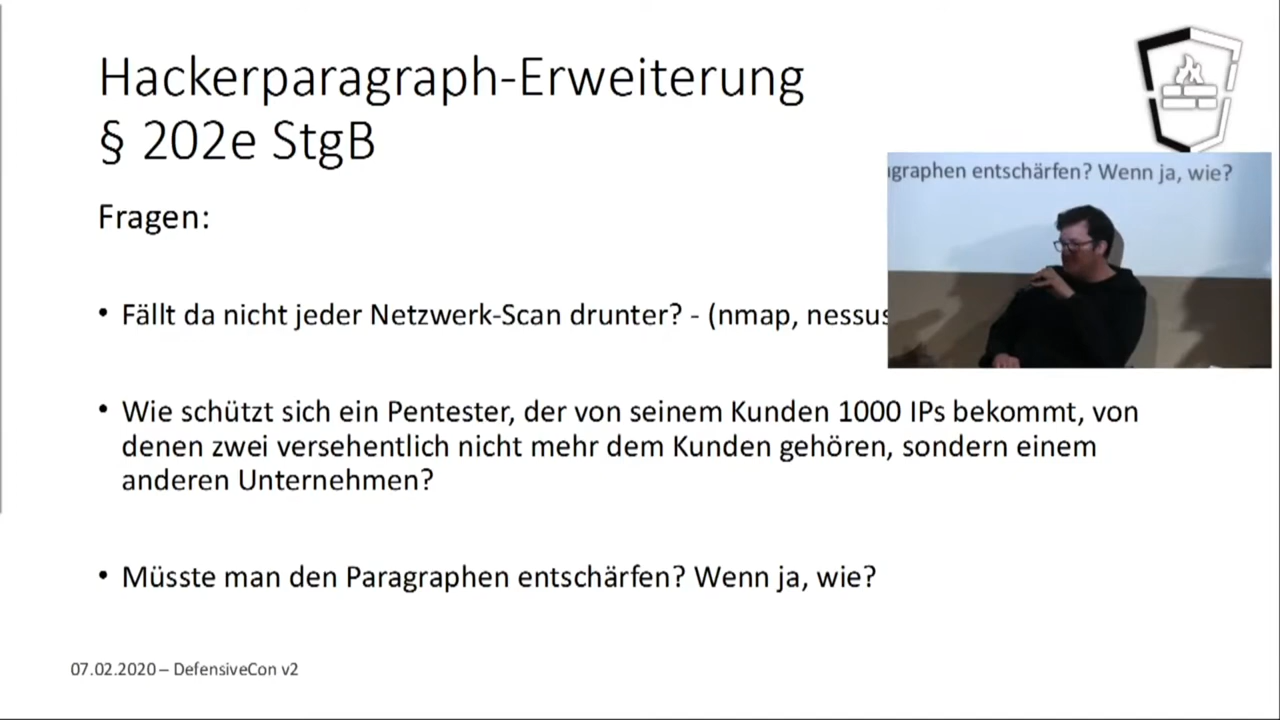 Hackerparagraph-Erweiterung
§ 202e StgB
Fragen:
• Fällt da nicht jeder Netzwerk-Scan drunter? - (nmap, nessus
graphen entschärfen? Wenn ja, wie?
• Wie schützt sich ein Pentester, der von seinem Kunden 1000 IPs bekommt, von
denen zwei versehentlich nicht mehr dem Kunden gehören, sondern einem
anderen Unternehmen?
• Müsste man den Paragraphen entschärfen? Wenn ja, wie?
07.02.2020 – DefensiveCon v2